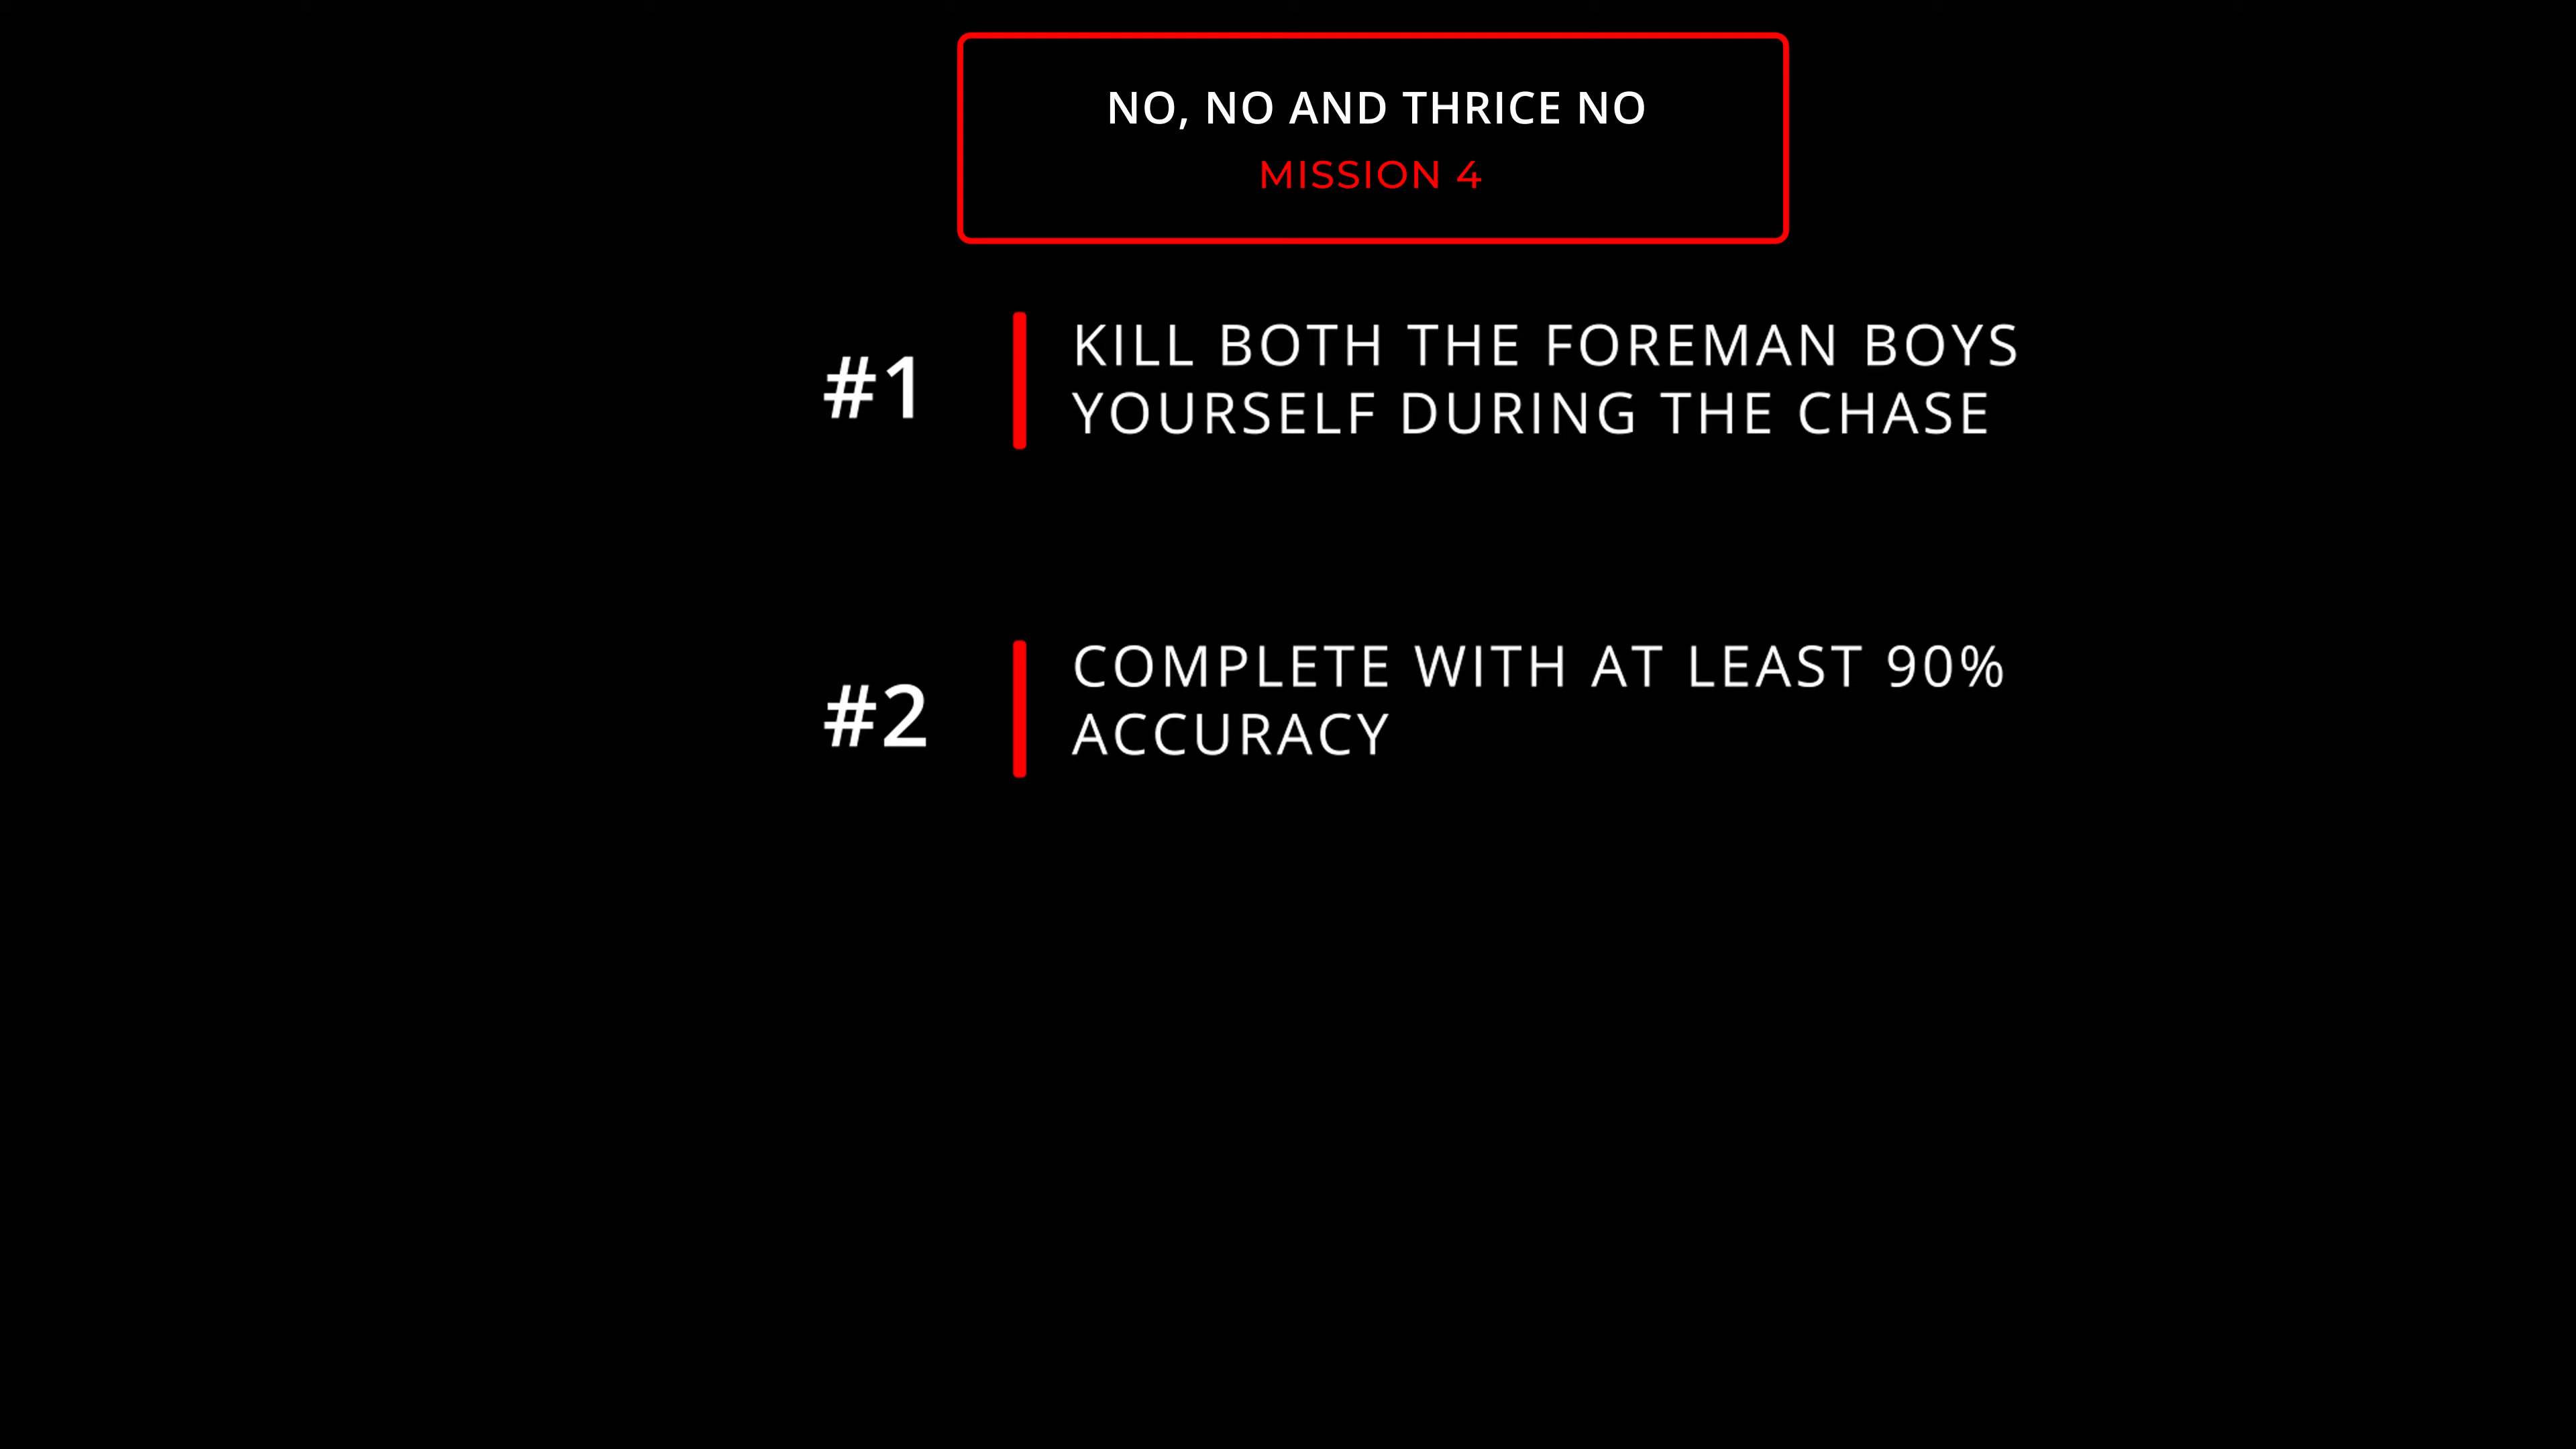 NO, NO AND THRICE NO
MISSION 4
#1
KILL BOTH THE FOREMAN BOYS
YOURSELF DURING THE CHASE
#2
COMPLETE WITH AT LEAST 90%
ACCURACY